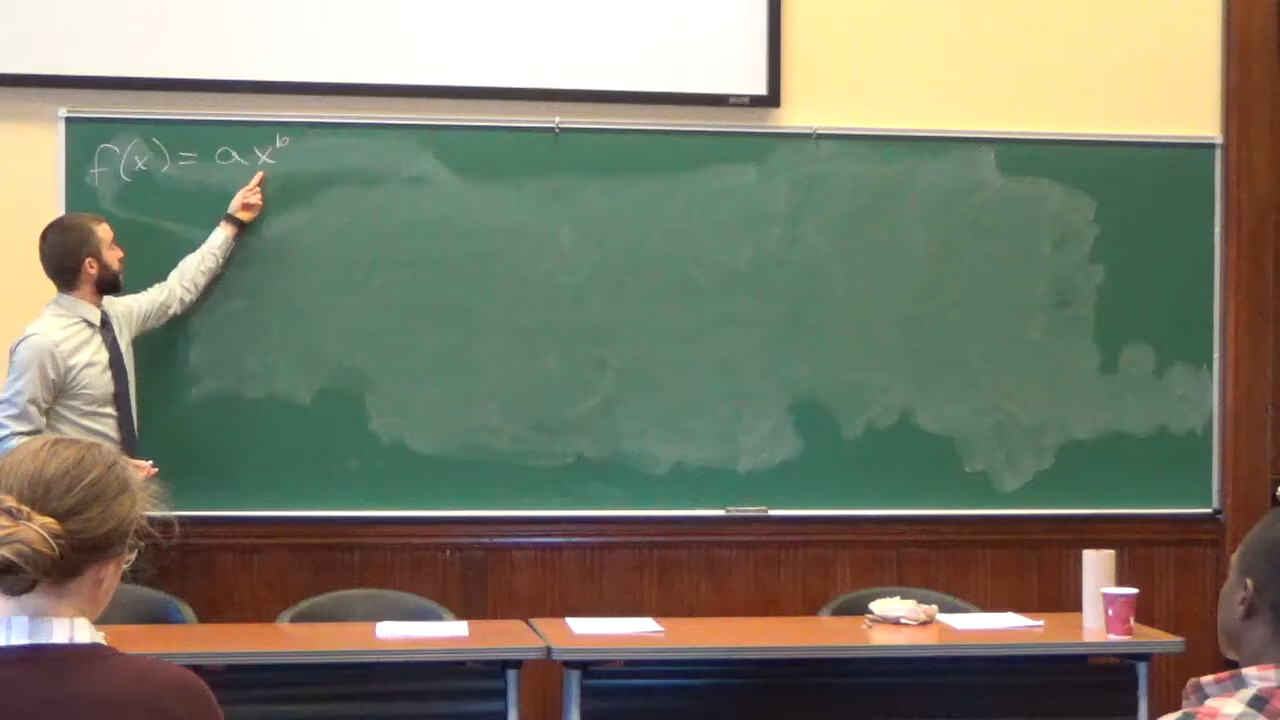 f(x) = ax^b